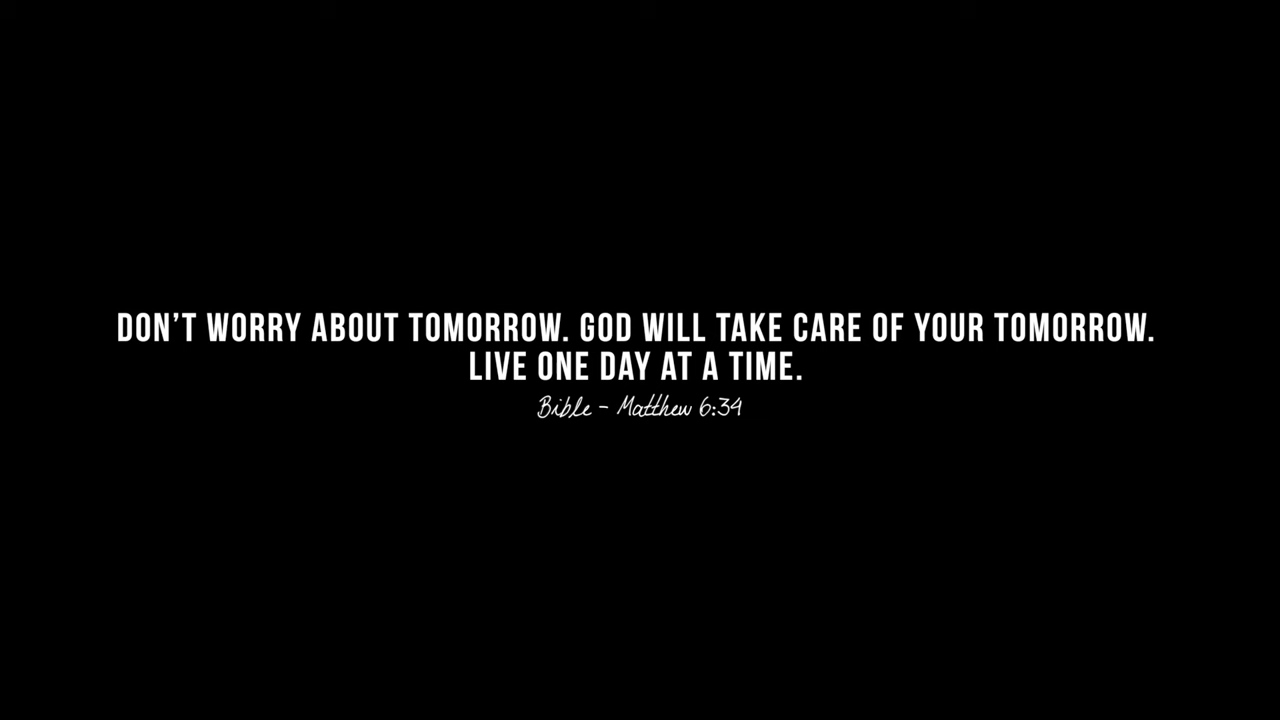 DON’T WORRY ABOUT TOMORROW. GOD WILL TAKE CARE OF YOUR TOMORROW.
LIVE ONE DAY AT A TIME.
Bible - Matthew 6:34